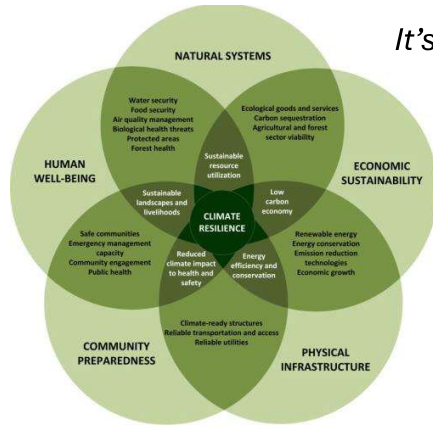 It's
NATURAL SYSTEMS
Water security
Food security
Air quality management
Biological health threats
Protected areas
Forest health
Ecological goods and services
Carbon sequestration
Agricultural and forest
sector viability
HUMAN
WELL-BEING
Sustainable
resource
utilization
ECONOMIC
SUSTAINABILITY
Sustainable
landscapes and
livelihoods
Low
carbon
economy
CLIMATE
RESILIENCE
Safe communities
Emergency management
capacity
Community engagement
Public health
Reduced
climate impact
to health and
safety
Energy
efficiency and
conservation
Renewable energy
Energy conservation
Emission reduction
technologies
Economic growth
Climate-ready structures
Reliable transportation and access
Reliable utilities
COMMUNITY
PREPAREDNESS
PHYSICAL
INFRASTRUCTURE